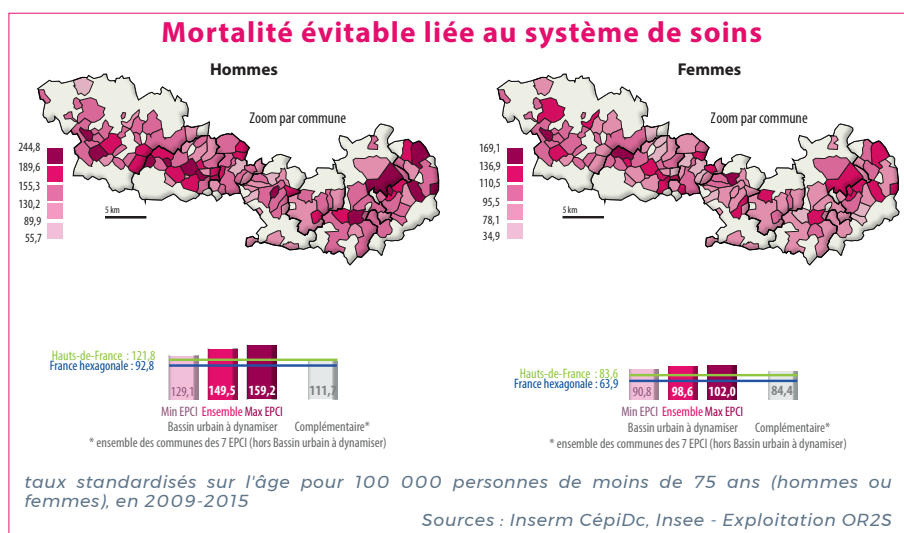 Mortalité évitable liée au système de soins
Hommes
Zoom par commune
244,8
189,6
155,3
130,2
89,9
55,7
5 km
Hauts-de-France : 121,8
France hexagonale : 92,8
129,1
149,5
159,2
111,7
Min EPCI Ensemble Max EPCI
Bassin urbain à dynamiser
Complémentaire*
* ensemble des communes des 7 EPCI (hors Bassin urbain à dynamiser)
Femmes
Zoom par commune
169,1
136,9
110,5
95,5
78,1
34,9
5 km
Hauts-de-France : 83,6
France hexagonale : 63,9
90,8
98,6
102,0
84,4
Min EPCI Ensemble Max EPCI
Bassin urbain à dynamiser
Complémentaire*
* ensemble des communes des 7 EPCI (hors Bassin urbain à dynamiser)
taux standardisés sur l'âge pour 100 000 personnes de moins de 75 ans (hommes ou
femmes), en 2009-2015
Sources : Inserm CépiDc, Insee - Exploitation OR2S